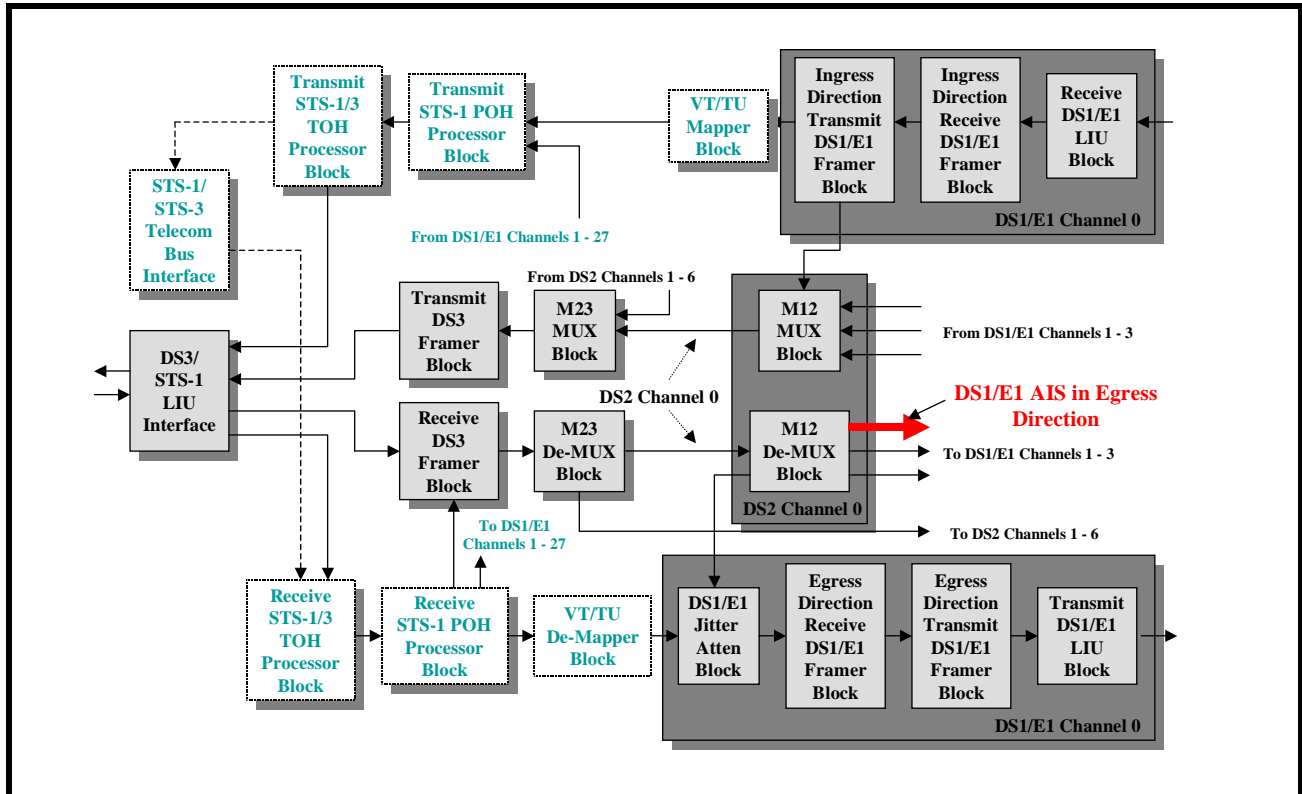 Transmit
STS-1/3
TOH
Processor
Block
Transmit
STS-1 POH
Processor
Block
VT/TU
Mapper
Block
Ingress
Direction
Transmit
DS1/E1
Framer
Block
Ingress
Direction
Receive
DS1/E1
Framer
Block
Receive
DS1/E1
LIU
Block
DS1/E1 Channel 0
STS-1/
STS-3
Telecom
Bus
Interface
From DS1/E1 Channels 1 - 27
From DS2 Channels 1 - 6
Transmit
DS3
Framer
Block
M23
MUX
Block
M12
MUX
Block
From DS1/E1 Channels 1 - 3
DS3/
STS-1
LIU
Interface
DS2 Channel 0
DS1/E1 AIS in Egress
Direction
Receive
DS3
Framer
Block
M23
De-MUX
Block
M12
De-MUX
Block
To DS1/E1 Channels 1 - 3
DS2 Channel 0
To DS1/E1
Channels 1 - 27
To DS2 Channels 1 - 6
Receive
STS-1/3
TOH
Processor
Block
Receive
STS-1 POH
Processor
Block
VT/TU
De-Mapper
Block
DS1/E1
Jitter
Atten
Block
Egress
Direction
Receive
DS1/E1
Framer
Block
Egress
Direction
Transmit
DS1/E1
Framer
Block
Transmit
DS1/E1
LIU
Block
DS1/E1 Channel 0